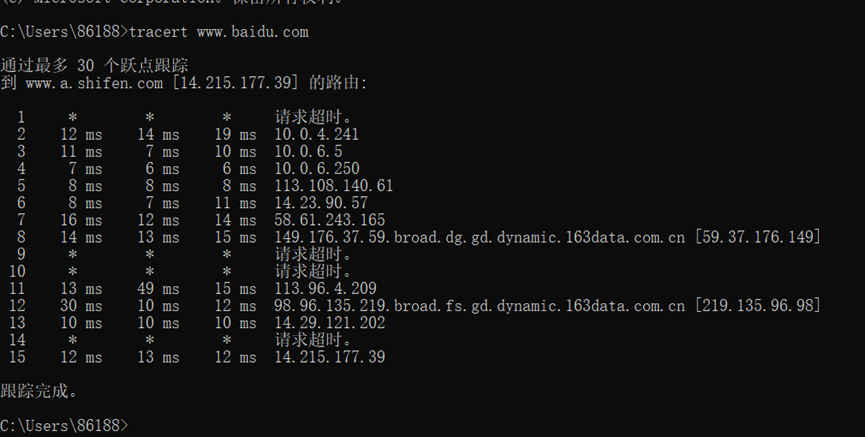 (c) Microsoft Corporation. 保留所有权利。
C:\Users\86188>tracert www.baidu.com
通过最多 30 个跃点跟踪
到 www.a.shifen.com [14.215.177.39] 的路由:
1 * * * 请求超时。
2 12 ms 14 ms 19 ms 10.0.4.241
3 11 ms 7 ms 10 ms 10.0.6.5
4 7 ms 6 ms 6 ms 10.0.6.250
5 8 ms 8 ms 8 ms 113.108.140.61
6 8 ms 7 ms 11 ms 14.23.90.57
7 16 ms 12 ms 14 ms 58.61.243.165
8 14 ms 13 ms 15 ms 149.176.37.59.broad.dg.gd.dynamic.163data.com.cn [59.37.176.149]
9 * * * 请求超时。
10 * * * 请求超时。
11 13 ms 49 ms 15 ms 113.96.4.209
12 30 ms 10 ms 12 ms 98.96.135.219.broad.fs.gd.dynamic.163data.com.cn [219.135.96.98]
13 10 ms 10 ms 10 ms 14.29.121.202
14 * * * 请求超时。
15 12 ms 13 ms 12 ms 14.215.177.39
跟踪完成。
C:\Users\86188>